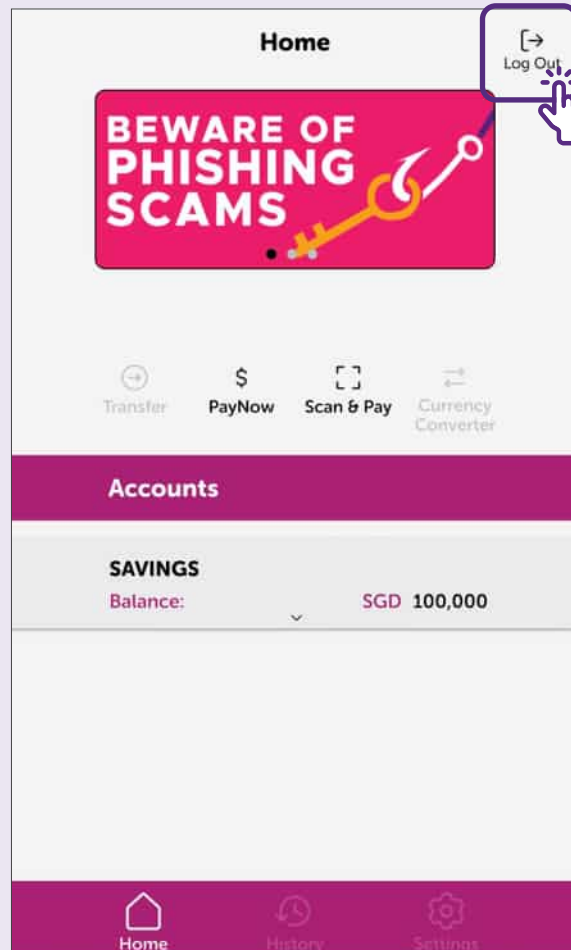 Home
Log Out
BEWARE OF
PHISHING
SCAMS
Transfer
$
PayNow
Scan & Pay
Currency
Converter
Accounts
SAVINGS
Balance: SGD 100,000
Home
History
Settings